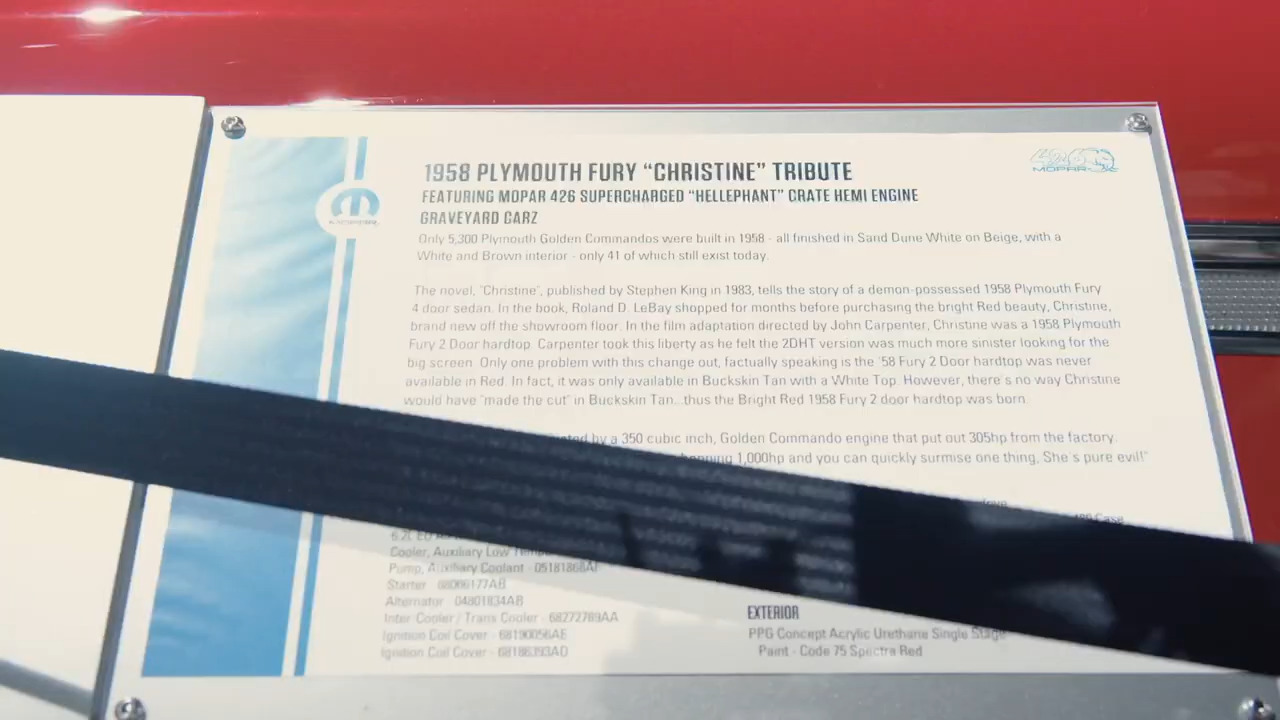 1958 PLYMOUTH FURY "CHRISTINE" TRIBUTE
FEATURING MOPAR 426 SUPERCHARGED "HELLEPHANT" CRATE HEMI ENGINE
GRAVEYARD CARZ
Only 5,300 Plymouth Golden Commandos were built in 1958 - all finished in Sand Dune White on Beige, with a
White and Brown interior - only 41 of which still exist today.
The novel, "Christine", published by Stephen King in 1983, tells the story of a demon-possessed 1958 Plymouth Fury
4 door sedan. In the book, Roland D. LeBay shopped for months before purchasing the bright Red beauty, Christine,
brand new off the showroom floor. In the film adaptation directed by John Carpenter, Christine was a 1958 Plymouth
Fury 2 Door hardtop. Carpenter took this liberty as he felt the 2DHT version was much more sinister looking for the
big screen. Only one problem with this change out, factually speaking is the '58 Fury 2 Door hardtop was never
available in Red. In fact, it was only available in Buckskin Tan with a White Top. However, there's no way Christine
would have "made the cut" in Buckskin Tan...thus the Bright Red 1958 Fury 2 door hardtop was born.
by a 350 cubic inch, Golden Commando engine that put out 305hp from the factory.
1,000hp and you can quickly surmise one thing, She's pure evil!"
Case
6.2L
Cooler, Auxiliary Low
Pump, Auxiliary Coolant - 05181868AF
Starter - 68066177AB
Alternator - 04801834AB
Inter Cooler / Trans Cooler - 68272789AA
Ignition Coil Cover - 68190056AE
Ignition Coil Cover - 68186393AD
EXTERIOR
PPG Concept Acrylic Urethane Single Stage
Paint - Code 75 Spectra Red
MOPAR
MOPAR